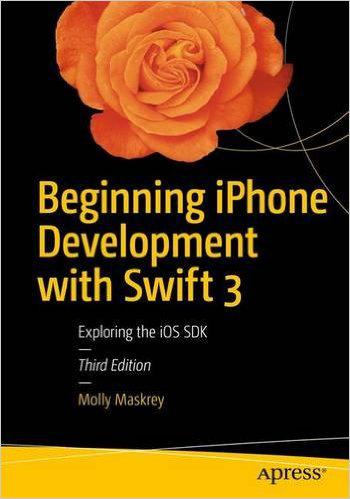 Beginning iPhone
Development
with Swift 3
Exploring the iOS SDK
—
Third Edition
—
Molly Maskrey
Apress®